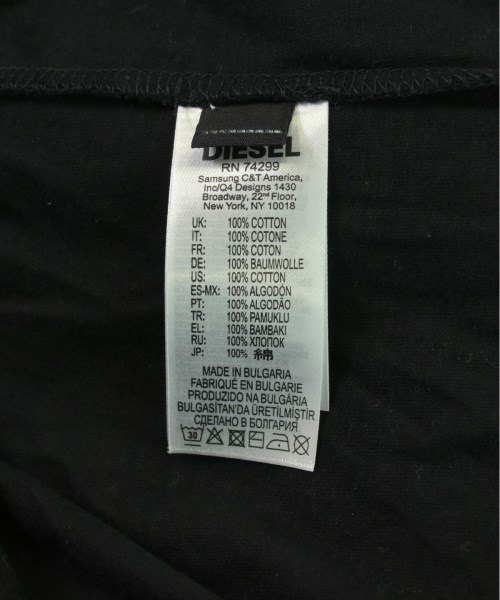 DIESEL
RN 74299
Samsung C&T America,
Inc/Q4 Designs 1430
Broadway, 22nd Floor,
New York, NY 10018
UK: 100% COTTON
IT: 100% COTONE
FR: 100% COTON
DE: 100% BAUMWOLLE
US: 100% COTTON
ES-MX: 100% ALGODÓN
PT: 100% ALGODÃO
TR: 100% PAMUKLU
EL: 100% BAMBAKI
RU: 100% ХЛОПОК
JP: 100% 綿
MADE IN BULGARIA
FABRIQUÉ EN BULGARIE
PRODUZIDO NA BULGÁRIA
BULGASİTAN'DA ÜRETİLMİŞTİR
СДЕЛАНО В БОЛГАРИЯ
30